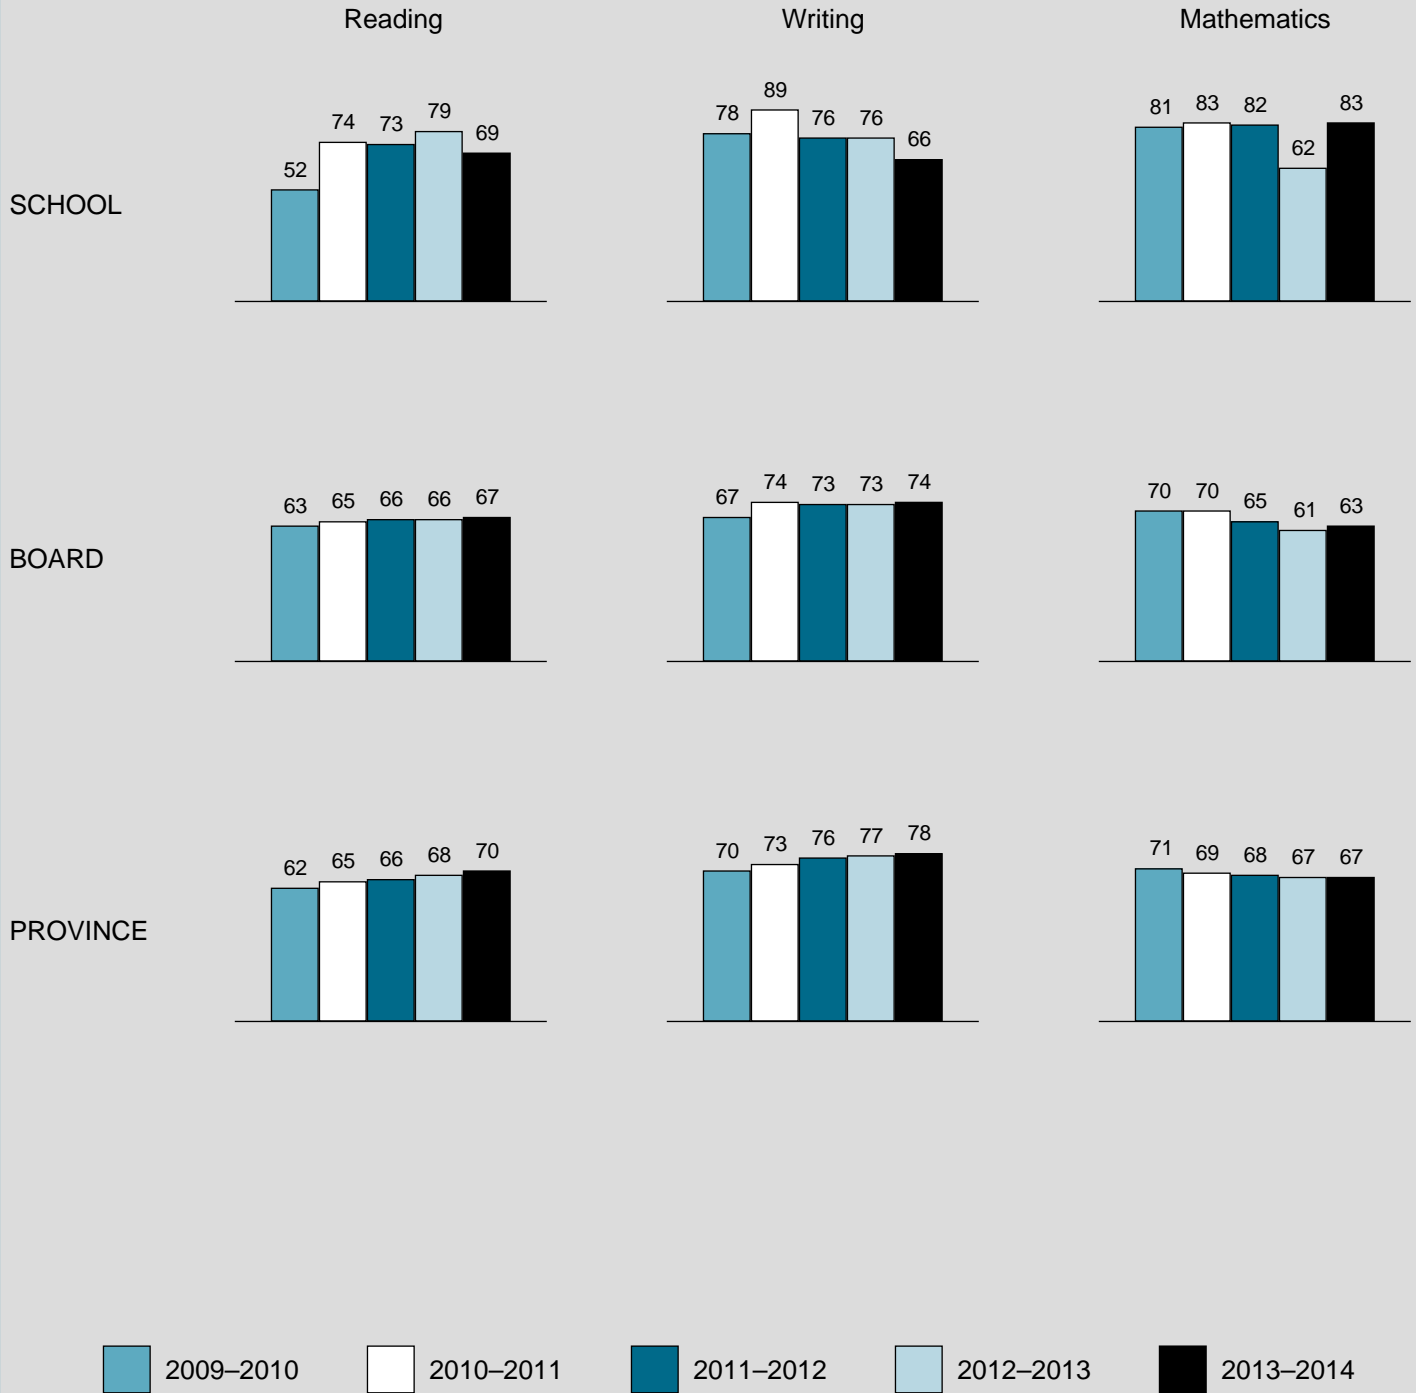 Reading Writing Mathematics
SCHOOL
52 74 73 79 69
78 89 76 76 66
81 83 82 62 83
BOARD
63 65 66 66 67
67 74 73 73 74
70 70 65 61 63
PROVINCE
62 65 66 68 70
70 73 76 77 78
71 69 68 67 67
2009–2010 2010–2011 2011–2012 2012–2013 2013–2014